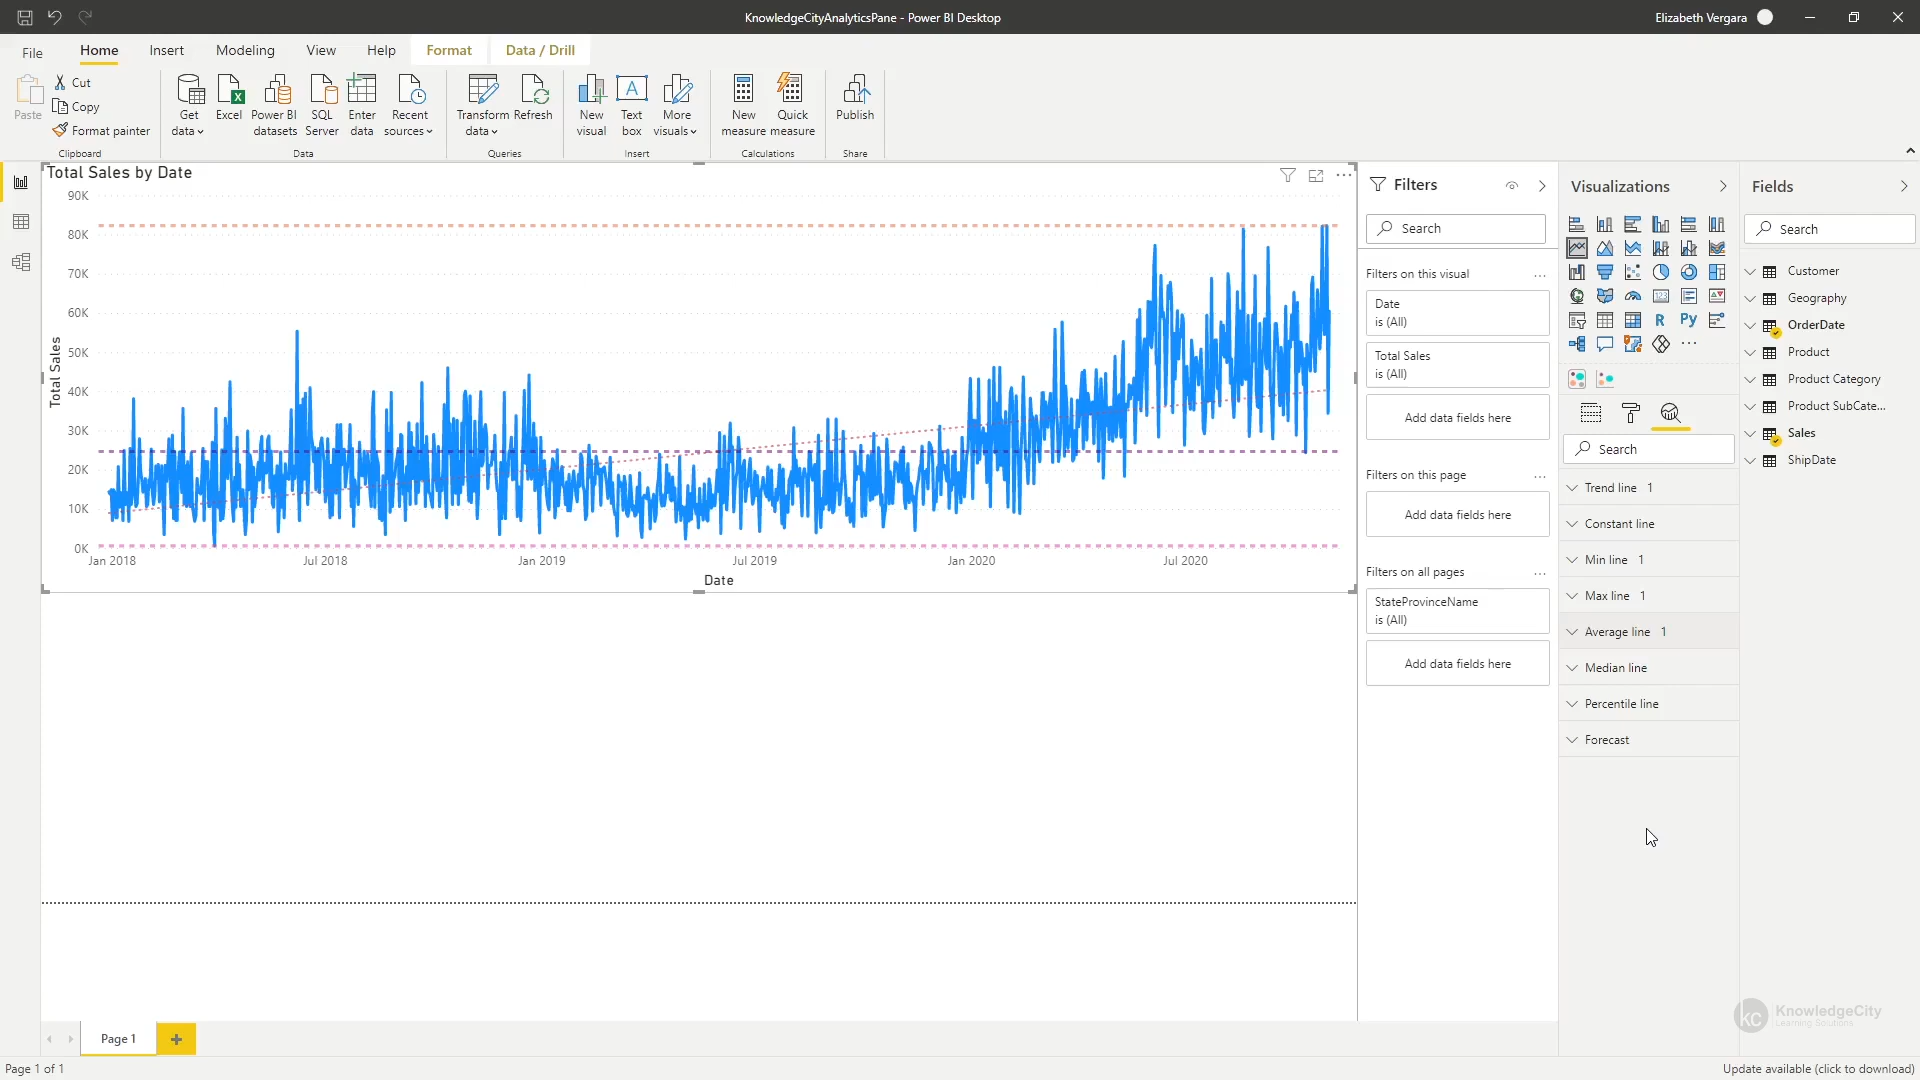 KnowledgeCityAnalyticsPane - Power BI Desktop
Elizabeth Vergara
File
Home
Insert
Modeling
View
Help
Format
Data / Drill
Paste
Cut
Copy
Format painter
Clipboard
Get data
Excel
Power BI datasets
SQL Server
Enter data
Recent sources
Data
Transform data
Refresh
Queries
New visual
Text box
More visuals
Insert
New measure
Quick measure
Calculations
Publish
Share
Total Sales by Date
90K
80K
70K
60K
50K
40K
30K
20K
10K
0K
Total Sales
Jan 2018
Jul 2018
Jan 2019
Jul 2019
Jan 2020
Jul 2020
Date
Filters
Search
Filters on this visual
Date
is (All)
Total Sales
is (All)
Add data fields here
Filters on this page
Add data fields here
Filters on all pages
StateProvinceName
is (All)
Add data fields here
Visualizations
123
R
Py
Search
Trend line 1
Constant line
Min line 1
Max line 1
Average line 1
Median line
Percentile line
Forecast
Fields
Search
Customer
Geography
OrderDate
Product
Product Category
Product SubCate...
Sales
ShipDate
KC KnowledgeCity
Learning Solutions
Page 1
Page 1 of 1
Update available (click to download)